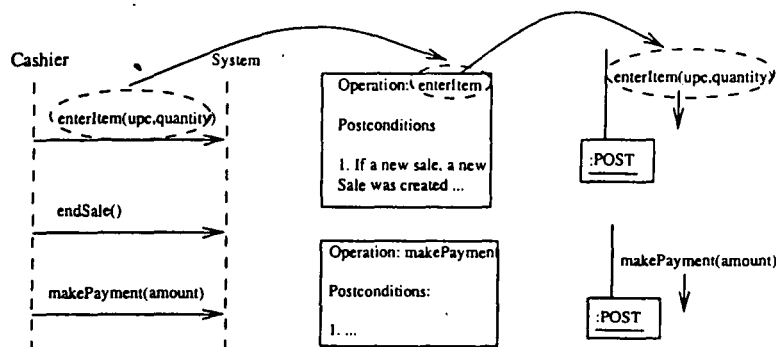 Cashier
System
enterItem(upc,quantity)
endSale()
makePayment(amount)
Operation: enterItem
Postconditions
1. If a new sale, a new
Sale was created ...
Operation: makePayment
Postconditions:
1. ...
enterItem(upc,quantity)
:POST
makePayment(amount)
:POST